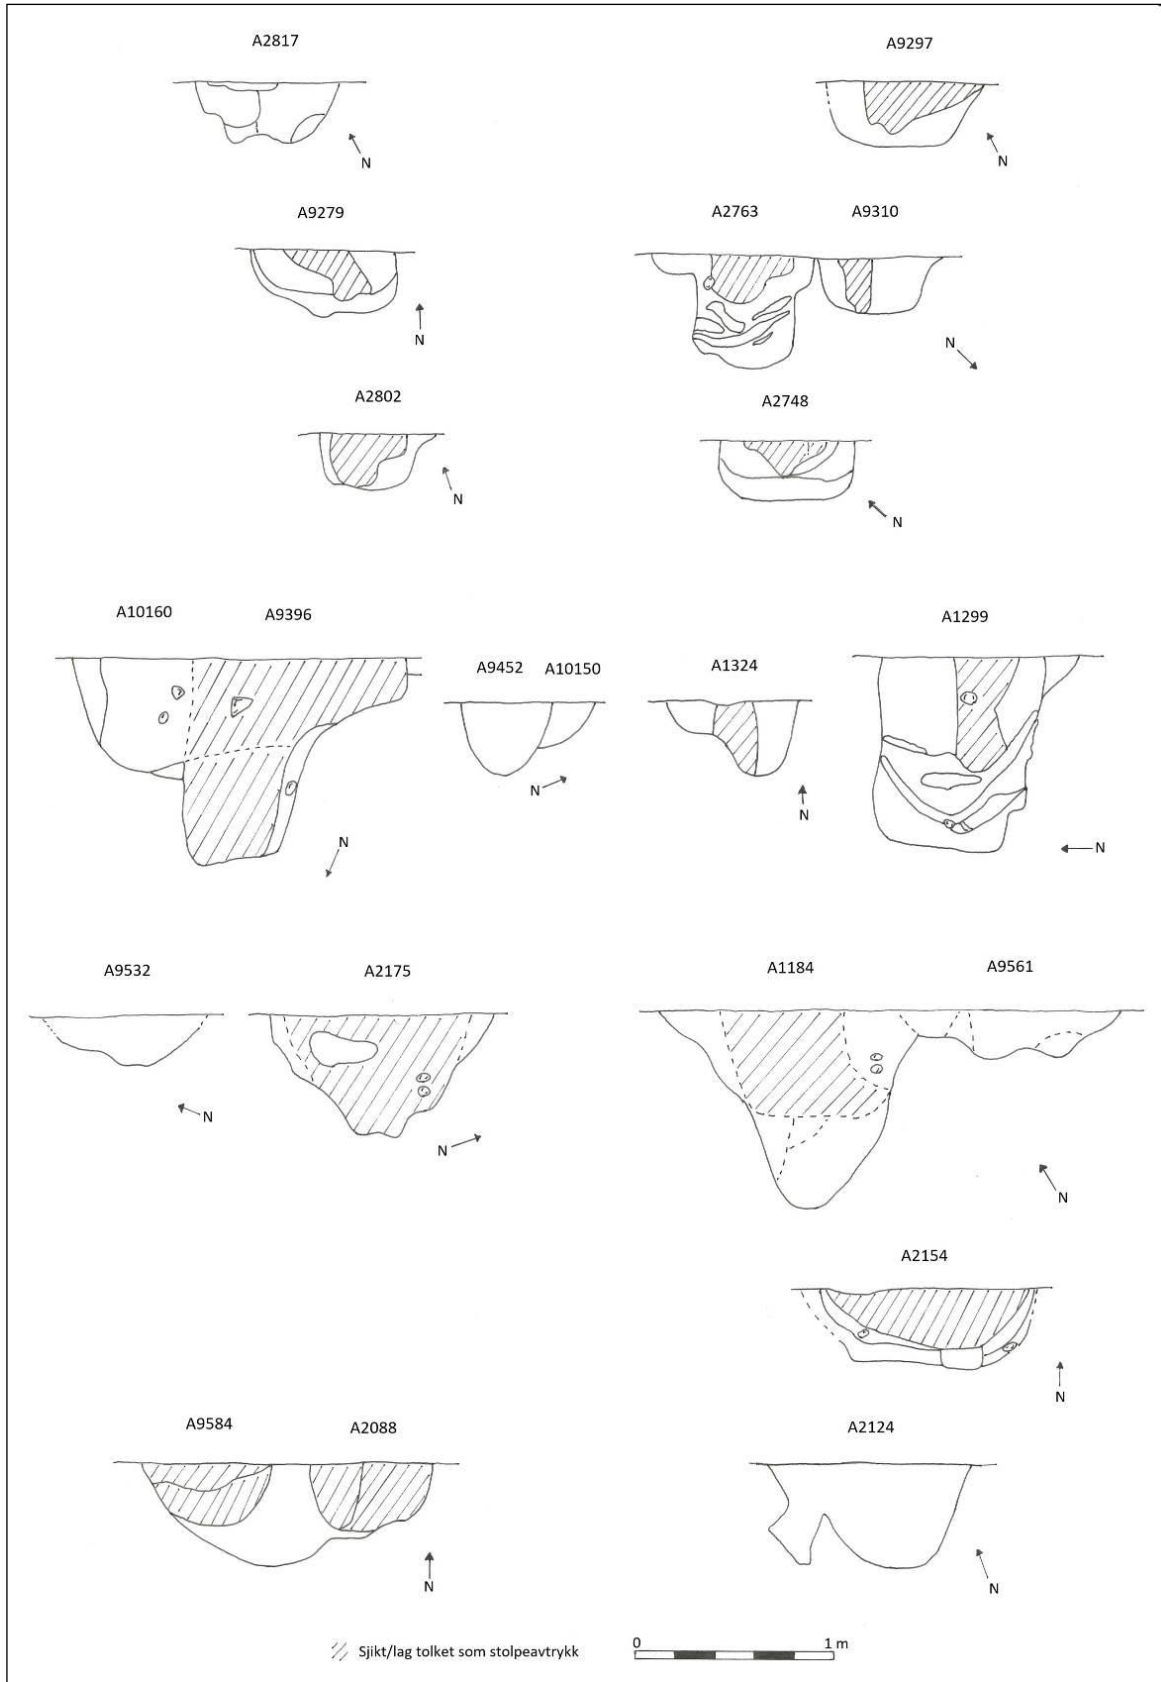 A2817
A9297
N
N
A9279
A2763 A9310
N
N
A2802
A2748
N
N
A10160 A9396
A9452 A10150
A1324
A1299
N
N
N
N
A9532
A2175
A1184
A9561
N
N
N
A2154
N
A9584
A2088
A2124
N
N
Sjikt/lag tolket som stolpeavtrykk
0 1 m